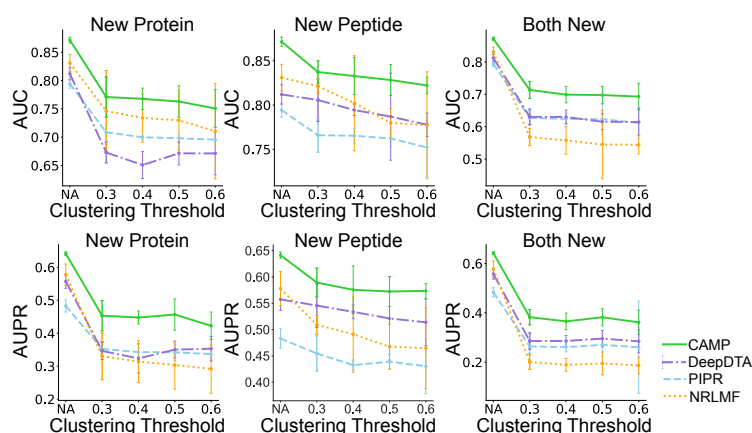 New Protein
New Peptide
Both New
AUC
0.85
0.80
0.75
0.70
0.65
NA 0.3 0.4 0.5 0.6
Clustering Threshold
AUC
0.85
0.80
0.75
NA 0.3 0.4 0.5 0.6
Clustering Threshold
AUC
0.8
0.7
0.6
0.5
NA 0.3 0.4 0.5 0.6
Clustering Threshold
New Protein
New Peptide
Both New
AUPR
0.6
0.5
0.4
0.3
0.2
NA 0.3 0.4 0.5 0.6
Clustering Threshold
AUPR
0.65
0.60
0.55
0.50
0.45
0.40
NA 0.3 0.4 0.5 0.6
Clustering Threshold
AUPR
0.6
0.4
0.2
NA 0.3 0.4 0.5 0.6
Clustering Threshold
CAMP
DeepDTA
PIPR
NRLMF